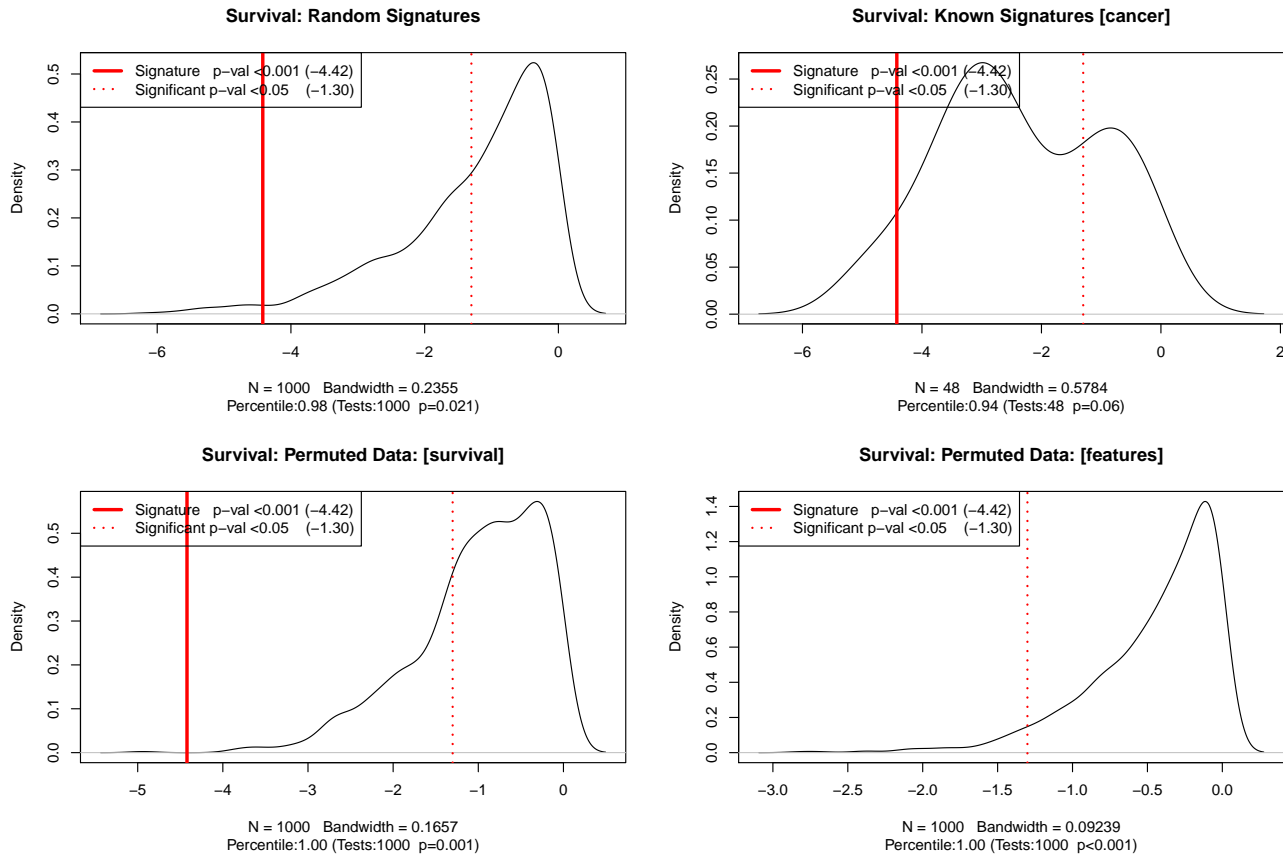 Survival: Random Signatures
Signature p−val <0.001 (−4.42)
Significant p−val <0.05 (−1.30)
Density
0.0 0.1 0.2 0.3 0.4 0.5
−6 −4 −2 0
N = 1000 Bandwidth = 0.2355
Percentile:0.98 (Tests:1000 p=0.021)
Survival: Known Signatures [cancer]
Signature p−val <0.001 (−4.42)
Significant p−val <0.05 (−1.30)
Density
0.00 0.05 0.10 0.15 0.20 0.25
−6 −4 −2 0 2
N = 48 Bandwidth = 0.5784
Percentile:0.94 (Tests:48 p=0.06)
Survival: Permuted Data: [survival]
Signature p−val <0.001 (−4.42)
Significant p−val <0.05 (−1.30)
Density
0.0 0.1 0.2 0.3 0.4 0.5
−5 −4 −3 −2 −1 0
N = 1000 Bandwidth = 0.1657
Percentile:1.00 (Tests:1000 p=0.001)
Survival: Permuted Data: [features]
Signature p−val <0.001 (−4.42)
Significant p−val <0.05 (−1.30)
Density
0.0 0.2 0.4 0.6 0.8 1.0 1.2 1.4
−3.0 −2.5 −2.0 −1.5 −1.0 −0.5 0.0
N = 1000 Bandwidth = 0.09239
Percentile:1.00 (Tests:1000 p<0.001)